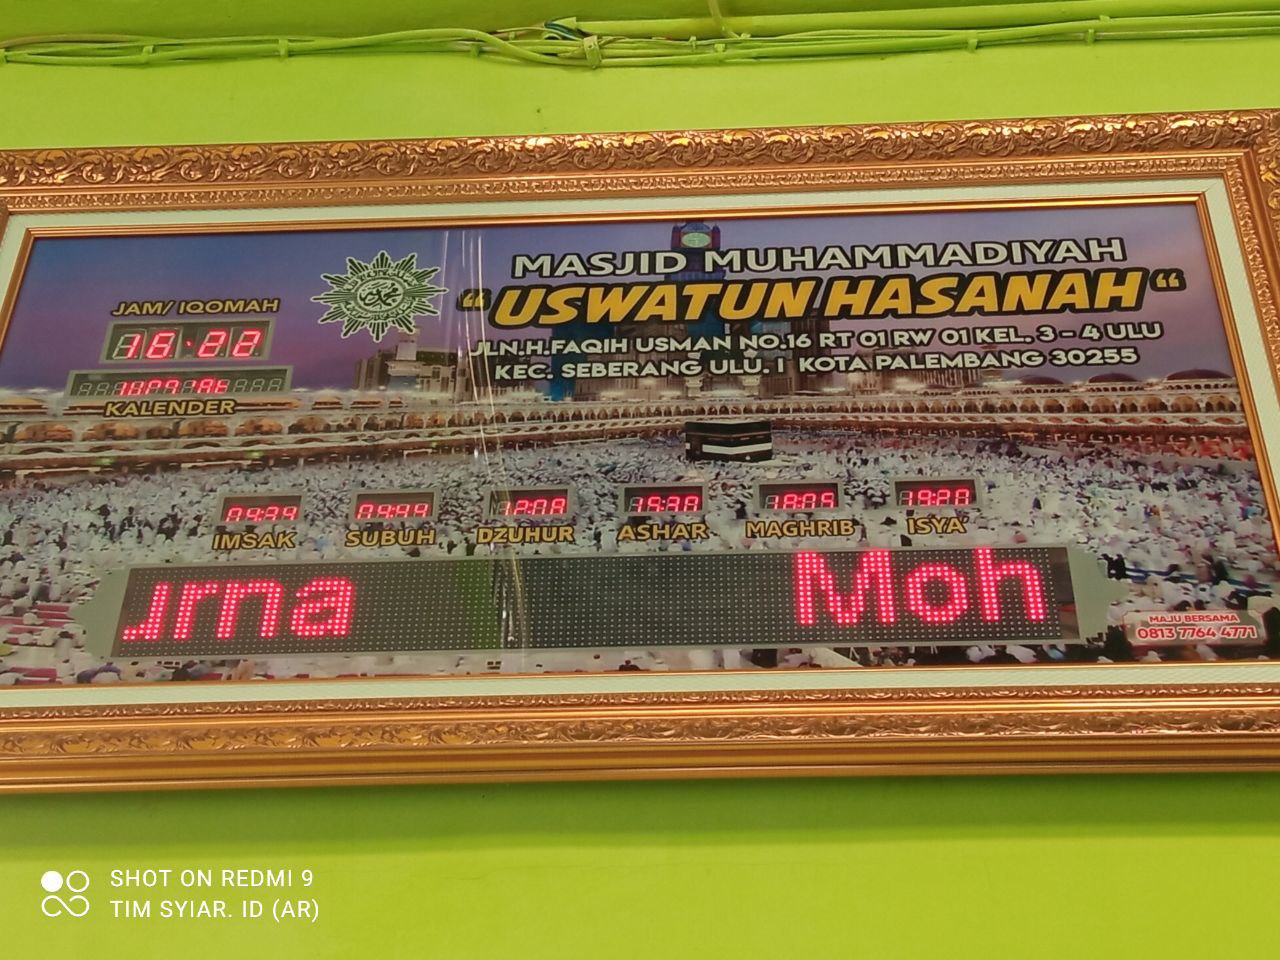 MASJID MUHAMMADIYAH
“ USWATUN HASANAH “
JLN.H.FAQIH USMAN NO.16 RT 01 RW 01 KEL. 3 - 4 ULU
KEC. SEBERANG ULU. I KOTA PALEMBANG 30255
JAM/ IQOMAH
16:22
KALENDER
04:34 04:44 12:08 15:30 18:05 19:20
IMSAK SUBUH DZUHUR ASHAR MAGHRIB ISYA'
urna Moh
MAJU BERSAMA
0813 7764 4771
SHOT ON REDMI 9
TIM SYIAR. ID (AR)